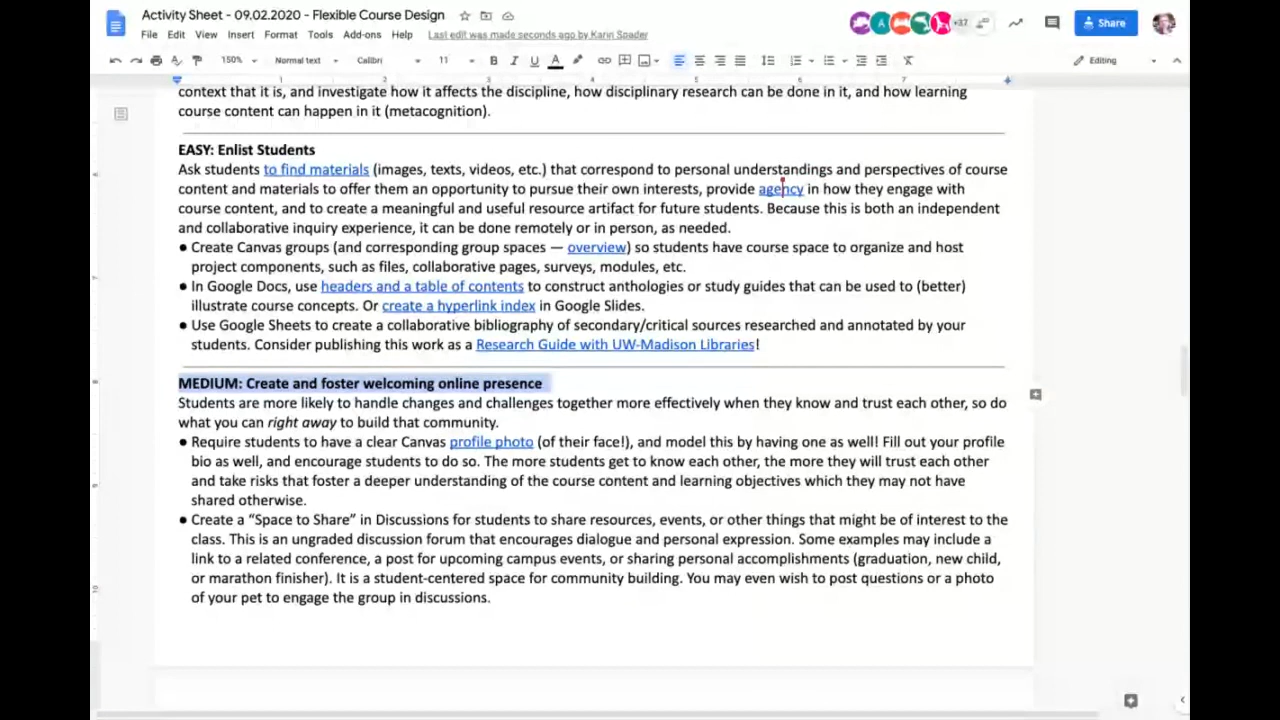 Activity Sheet - 09.02.2020 - Flexible Course Design
+37
Share
File Edit View Insert Format Tools Add-ons Help Last edit was made seconds ago by Karin Spader
150% Normal text Calibri 11 B I U A Editing
1 2 3 4 5 6 7
context that it is, and investigate how it affects the discipline, how disciplinary research can be done in it, and how learning
course content can happen in it (metacognition).
EASY: Enlist Students
Ask students to find materials (images, texts, videos, etc.) that correspond to personal understandings and perspectives of course
content and materials to offer them an opportunity to pursue their own interests, provide agency in how they engage with
course content, and to create a meaningful and useful resource artifact for future students. Because this is both an independent
and collaborative inquiry experience, it can be done remotely or in person, as needed.
● Create Canvas groups (and corresponding group spaces — overview) so students have course space to organize and host
project components, such as files, collaborative pages, surveys, modules, etc.
● In Google Docs, use headers and a table of contents to construct anthologies or study guides that can be used to (better)
illustrate course concepts. Or create a hyperlink index in Google Slides.
● Use Google Sheets to create a collaborative bibliography of secondary/critical sources researched and annotated by your
students. Consider publishing this work as a Research Guide with UW-Madison Libraries!
MEDIUM: Create and foster welcoming online presence
Students are more likely to handle changes and challenges together more effectively when they know and trust each other, so do
what you can right away to build that community.
● Require students to have a clear Canvas profile photo (of their face!), and model this by having one as well! Fill out your profile
bio as well, and encourage students to do so. The more students get to know each other, the more they will trust each other
and take risks that foster a deeper understanding of the course content and learning objectives which they may not have
shared otherwise.
● Create a “Space to Share” in Discussions for students to share resources, events, or other things that might be of interest to the
class. This is an ungraded discussion forum that encourages dialogue and personal expression. Some examples may include a
link to a related conference, a post for upcoming campus events, or sharing personal accomplishments (graduation, new child,
or marathon finisher). It is a student-centered space for community building. You may even wish to post questions or a photo
of your pet to engage the group in discussions.